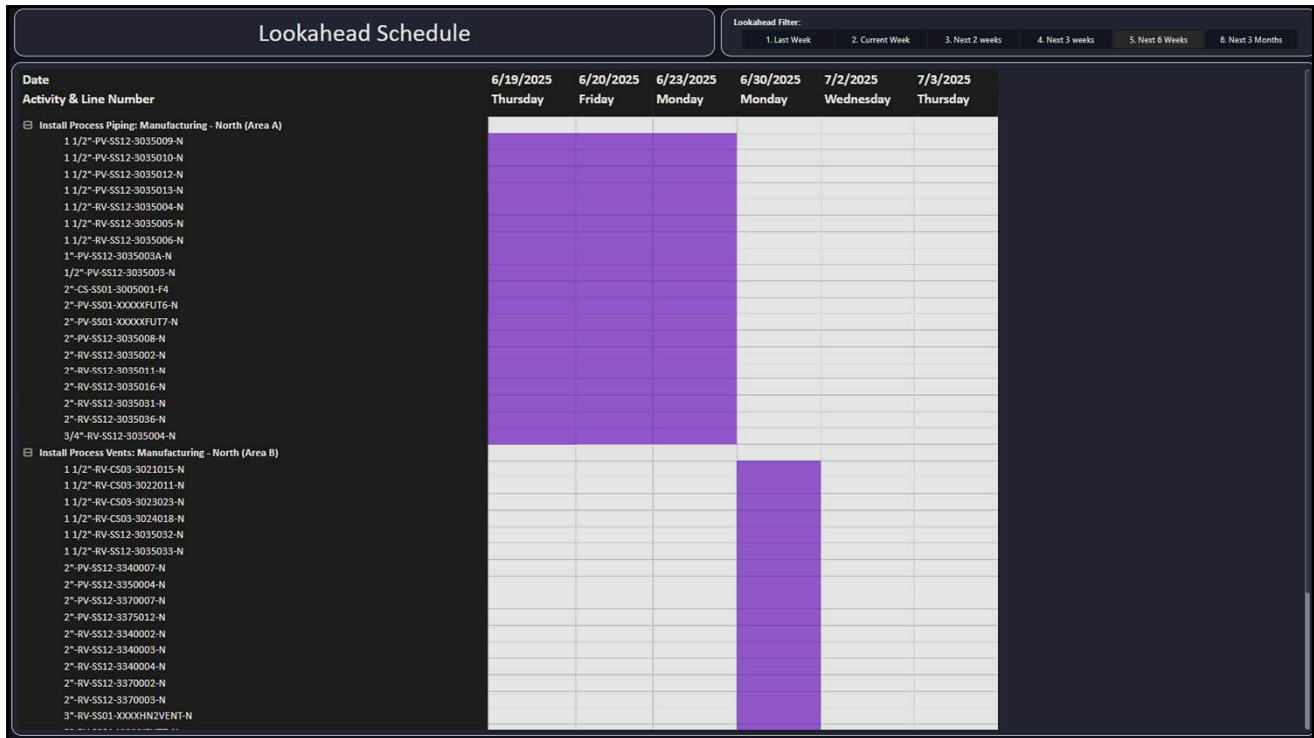 Lookahead Schedule
Lookahead Filter:
1. Last Week 2. Current Week 3. Next 2 weeks 4. Next 3 weeks 5. Next 6 Weeks 6. Next 3 Months
Date 6/19/2025 6/20/2025 6/23/2025 6/30/2025 7/2/2025 7/3/2025
Activity & Line Number Thursday Friday Monday Monday Wednesday Thursday
Install Process Piping: Manufacturing - North (Area A)
1 1/2"-PV-SS12-3035009-N
1 1/2"-PV-SS12-3035010-N
1 1/2"-PV-SS12-3035012-N
1 1/2"-PV-SS12-3035013-N
1 1/2"-RV-SS12-3035004-N
1 1/2"-RV-SS12-3035005-N
1 1/2"-RV-SS12-3035006-N
1"-PV-SS12-3035003A-N
1/2"-PV-SS12-3035003-N
2"-CS-SS01-3005001-F4
2"-PV-SS01-XXXXXFUT6-N
2"-PV-SS01-XXXXXFUT7-N
2"-PV-SS12-3035008-N
2"-RV-SS12-3035002-N
2"-RV-SS12-3035011-N
2"-RV-SS12-3035016-N
2"-RV-SS12-3035031-N
2"-RV-SS12-3035036-N
3/4"-RV-SS12-3035004-N
Install Process Vents: Manufacturing - North (Area B)
1 1/2"-RV-CS03-3021015-N
1 1/2"-RV-CS03-3022011-N
1 1/2"-RV-CS03-3023023-N
1 1/2"-RV-CS03-3024018-N
1 1/2"-RV-SS12-3035032-N
1 1/2"-RV-SS12-3035033-N
2"-PV-SS12-3340007-N
2"-PV-SS12-3350004-N
2"-PV-SS12-3370007-N
2"-PV-SS12-3375012-N
2"-RV-SS12-3340002-N
2"-RV-SS12-3340003-N
2"-RV-SS12-3340004-N
2"-RV-SS12-3370002-N
2"-RV-SS12-3370003-N
3"-RV-SS01-XXXXHN2VENT-N